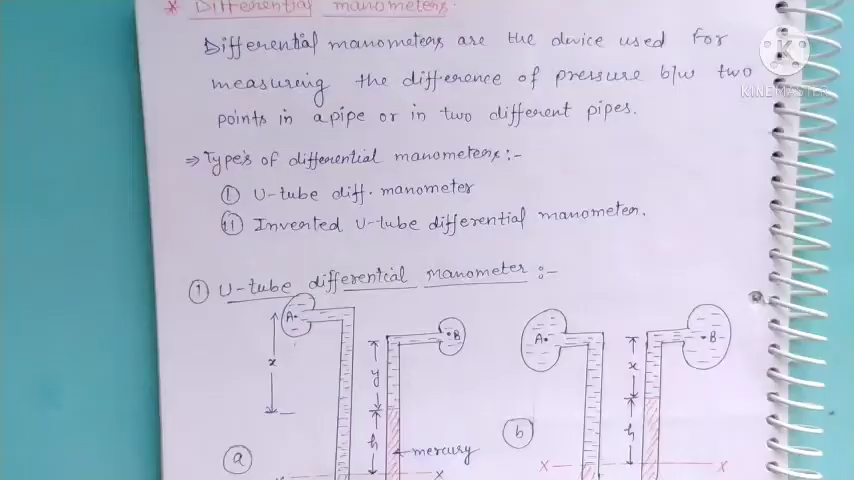 * Differential manometers.
Differential manometers are the device used for
measuring the difference of pressure b/w two
points in a pipe or in two different pipes.
⇒ Types of differential manometers :-
(I) U-tube diff. manometer
(II) Inverted U-tube differential manometer.
(1) U-tube differential manometer :-
A
B
x
y
h
mercury
x
(a)
A
B
x
h
X
X
(b)
K
KINEMASTER